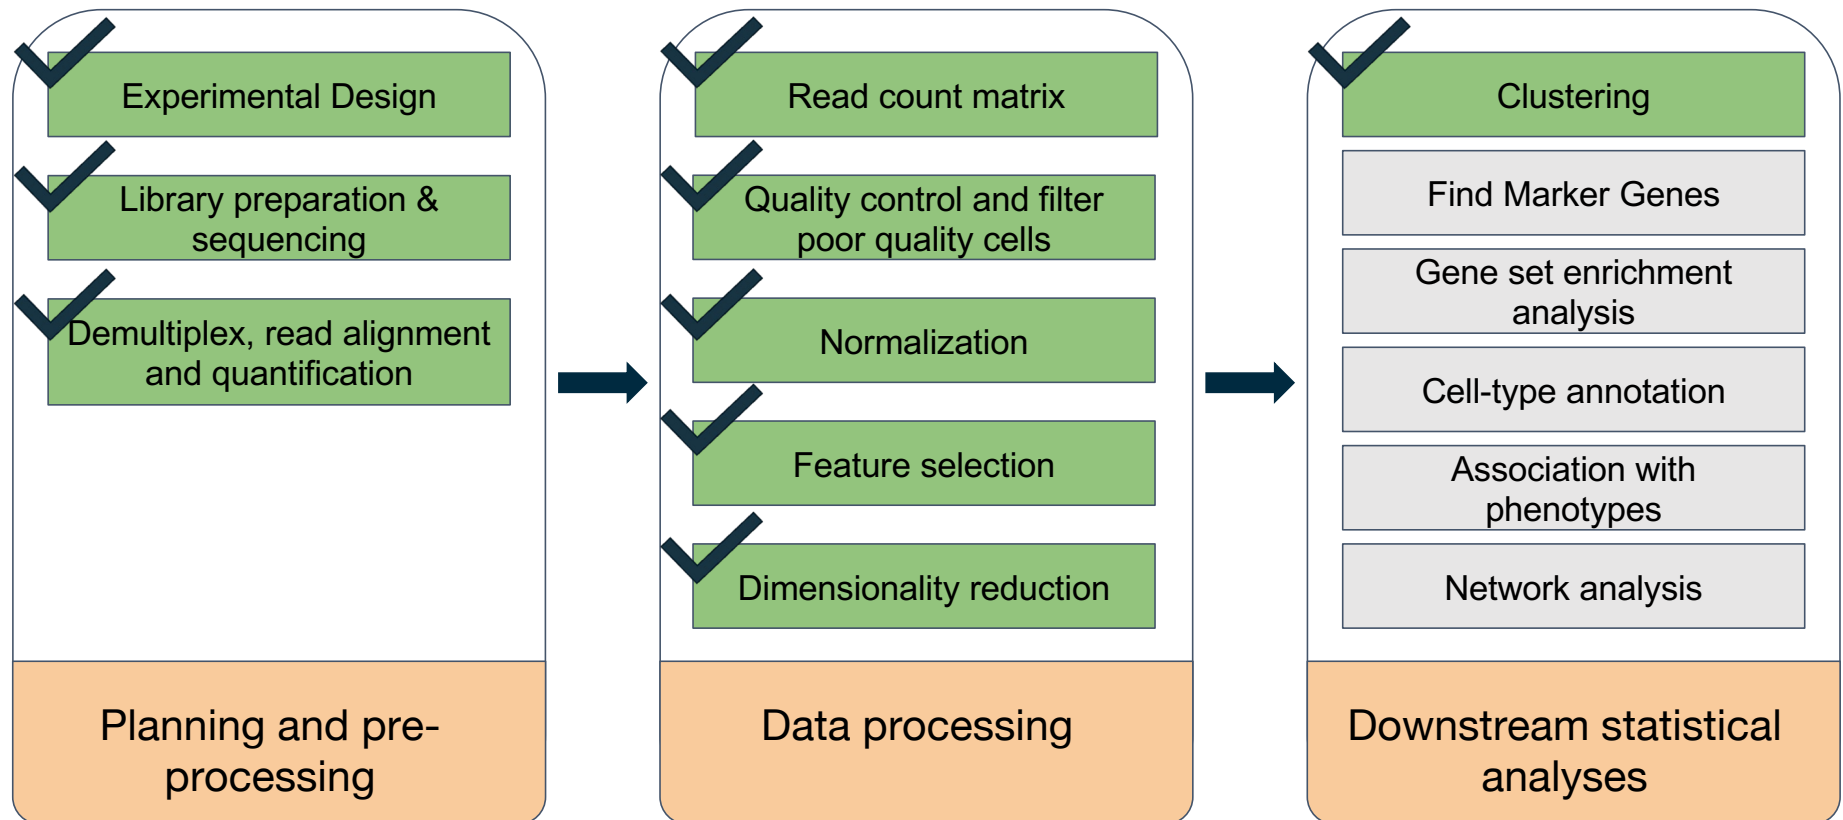 Experimental Design
Library preparation &
sequencing
Demultiplex, read alignment
and quantification
Planning and pre-
processing
Read count matrix
Quality control and filter
poor quality cells
Normalization
Feature selection
Dimensionality reduction
Data processing
Clustering
Find Marker Genes
Gene set enrichment
analysis
Cell-type annotation
Association with
phenotypes
Network analysis
Downstream statistical
analyses